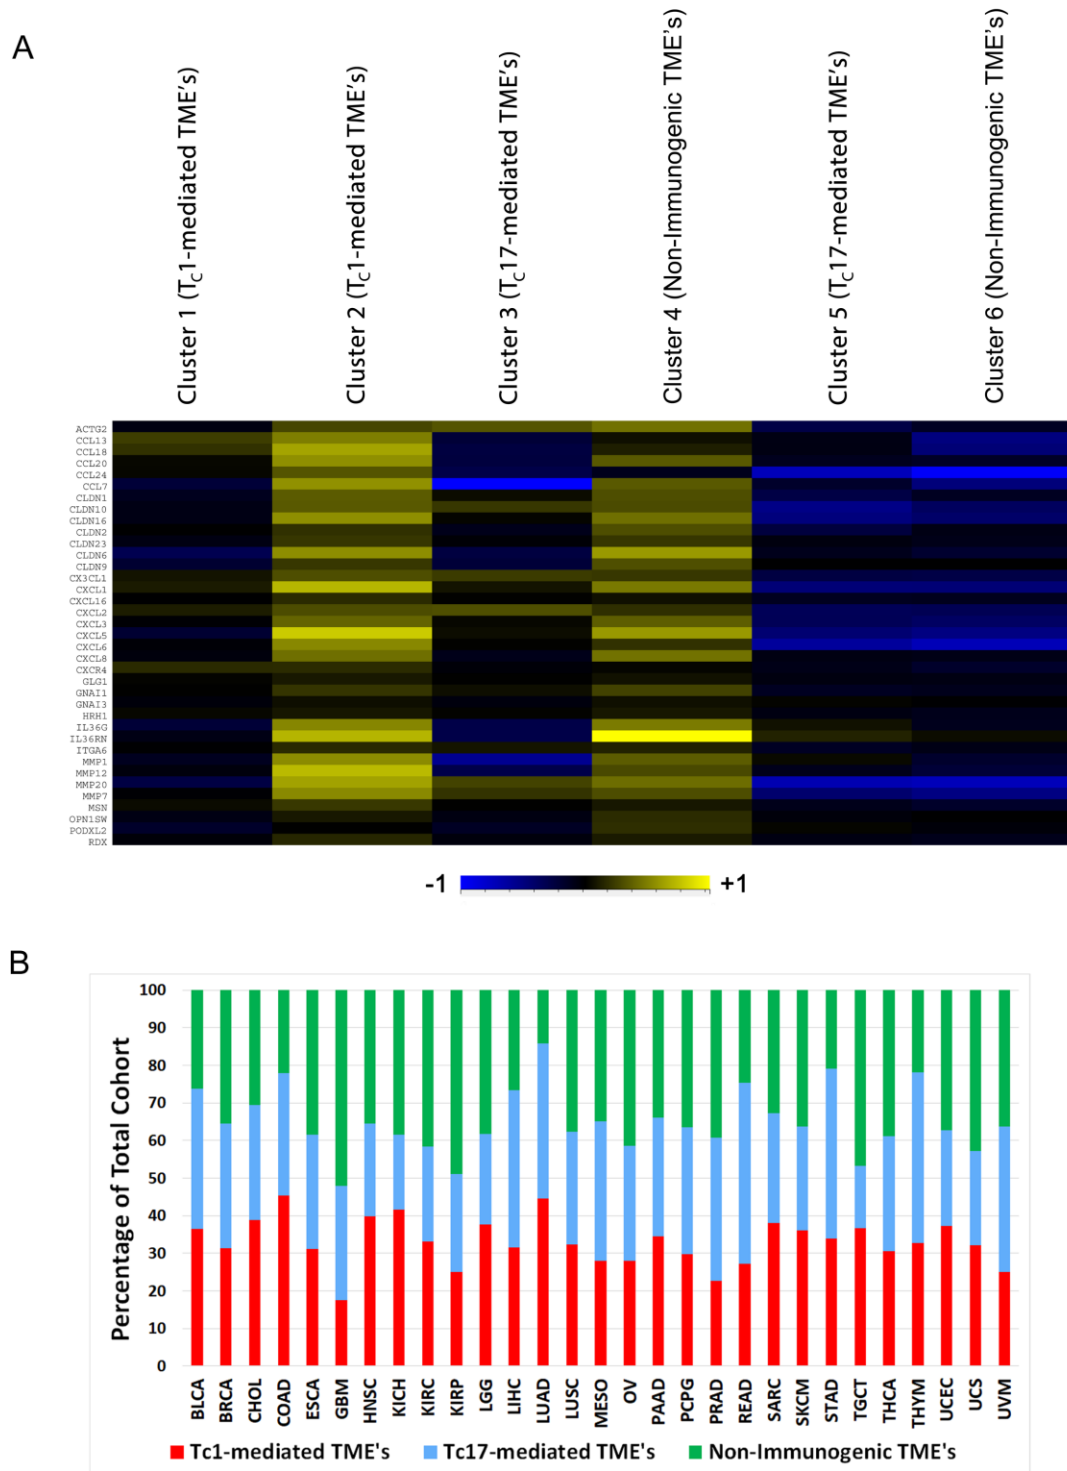 A
Cluster 1 (TC1-mediated TME's)
Cluster 2 (TC1-mediated TME's)
Cluster 3 (TC17-mediated TME's)
Cluster 4 (Non-Immunogenic TME's)
Cluster 5 (TC17-mediated TME's)
Cluster 6 (Non-Immunogenic TME's)
ACTG2
CCL13
CCL18
CCL20
CCL24
CCL7
CLDN1
CLDN10
CLDN16
CLDN2
CLDN23
CLDN6
CLDN9
CX3CL1
CXCL1
CXCL16
CXCL2
CXCL3
CXCL5
CXCL6
CXCL8
CXCR4
GLG1
GNAI1
GNAI3
HRH1
IL36G
IL36RN
ITGA6
MMP1
MMP12
MMP20
MMP7
MSN
OPN1SW
PODXL2
RDX
-1 +1
B
Percentage of Total Cohort
100
90
80
70
60
50
40
30
20
10
0
BLCA BRCA CHOL COAD ESCA GBM HNSC KICH KIRC KIRP LGG LIHC LUAD LUSC MESO OV PAAD PCPG PRAD READ SARC SKCM STAD TGCT THCA THYM UCEC UCS UVM
Tc1-mediated TME's Tc17-mediated TME's Non-Immunogenic TME's